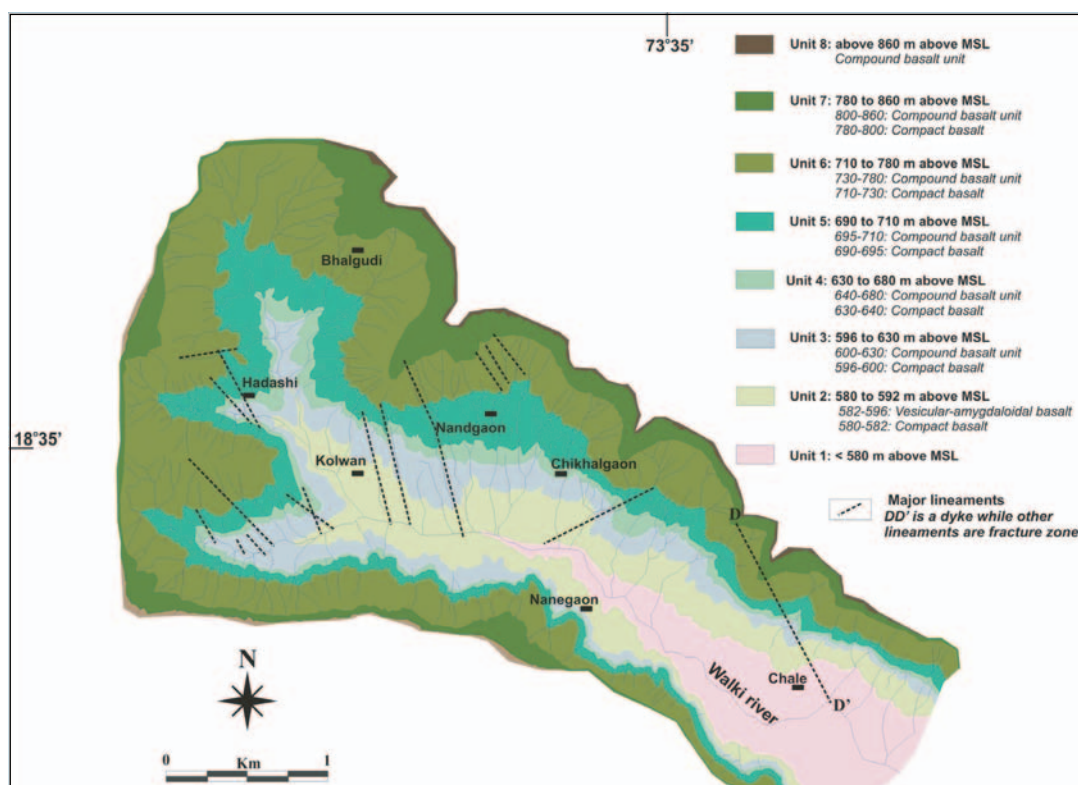 73°35'
18°35'
Unit 8: above 860 m above MSL
Compound basalt unit
Unit 7: 780 to 860 m above MSL
800-860: Compound basalt unit
780-800: Compact basalt
Unit 6: 710 to 780 m above MSL
730-780: Compound basalt unit
710-730: Compact basalt
Unit 5: 690 to 710 m above MSL
695-710: Compound basalt unit
690-695: Compact basalt
Unit 4: 630 to 680 m above MSL
640-680: Compound basalt unit
630-640: Compact basalt
Unit 3: 596 to 630 m above MSL
600-630: Compound basalt unit
596-600: Compact basalt
Unit 2: 580 to 592 m above MSL
582-596: Vesicular-amygdaloidal basalt
580-582: Compact basalt
Unit 1: < 580 m above MSL
Major lineaments
DD' is a dyke while other
lineaments are fracture zone
Bhalgudi
Hadashi
Nandgaon
Kolwan
Chikhalgaon
D
Nanegaon
Chale
Walki river
D'
N
0 Km 1